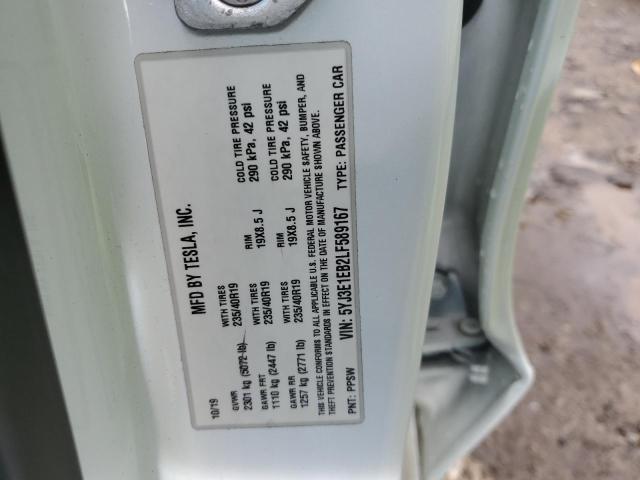 MFD BY TESLA, INC.
10/19
GVWR
2301 kg (5072 lb)
WITH TIRES
235/40R19
RIM
19X8.5 J
COLD TIRE PRESSURE
290 kPa, 42 psi
GAWR FRT
1110 kg (2447 lb)
WITH TIRES
235/40R19
RIM
19X8.5 J
COLD TIRE PRESSURE
290 kPa, 42 psi
GAWR RR
1257 kg (2771 lb)
THIS VEHICLE CONFORMS TO ALL APPLICABLE U.S. FEDERAL MOTOR VEHICLE SAFETY, BUMPER, AND
THEFT PREVENTION STANDARDS IN EFFECT ON THE DATE OF MANUFACTURE SHOWN ABOVE.
VIN: 5YJ3E1EB2LF589167
TYPE: PASSENGER CAR
PNT: PPSW